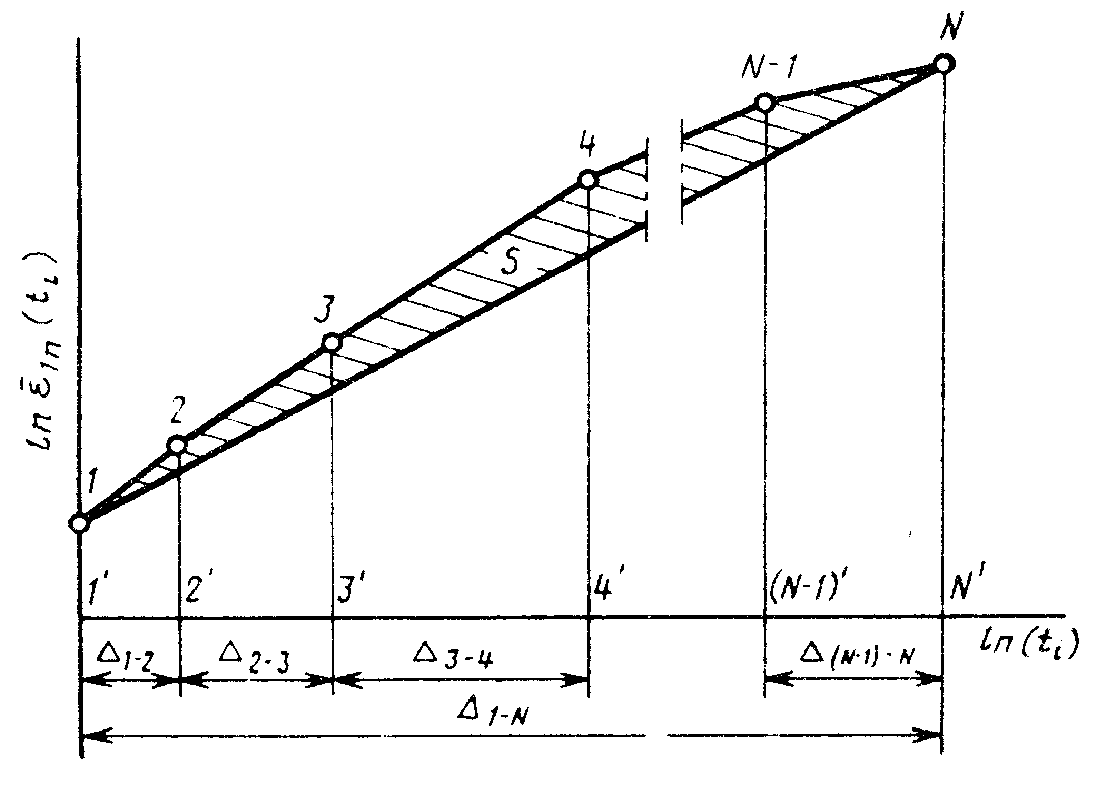 N
N-1
4
S
3
2
1
ln ε̄₁ₙ(tᵢ)
1' 2' 3' 4' (N-1)' N'
ln(tᵢ)
Δ₁₋₂ Δ₂₋₃ Δ₃₋₄ Δ(N-1)-N
Δ1-N